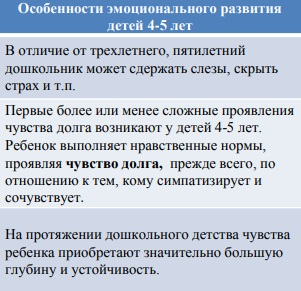 Особенности эмоционального развития
детей 4-5 лет
В отличие от трехлетнего, пятилетний
дошкольник может сдержать слезы, скрыть
страх и т.п.
Первые более или менее сложные проявления
чувства долга возникают у детей 4-5 лет.
Ребенок выполняет нравственные нормы,
проявляя чувство долга, прежде всего, по
отношению к тем, кому симпатизирует и
сочувствует.
На протяжении дошкольного детства чувства
ребенка приобретают значительно большую
глубину и устойчивость.